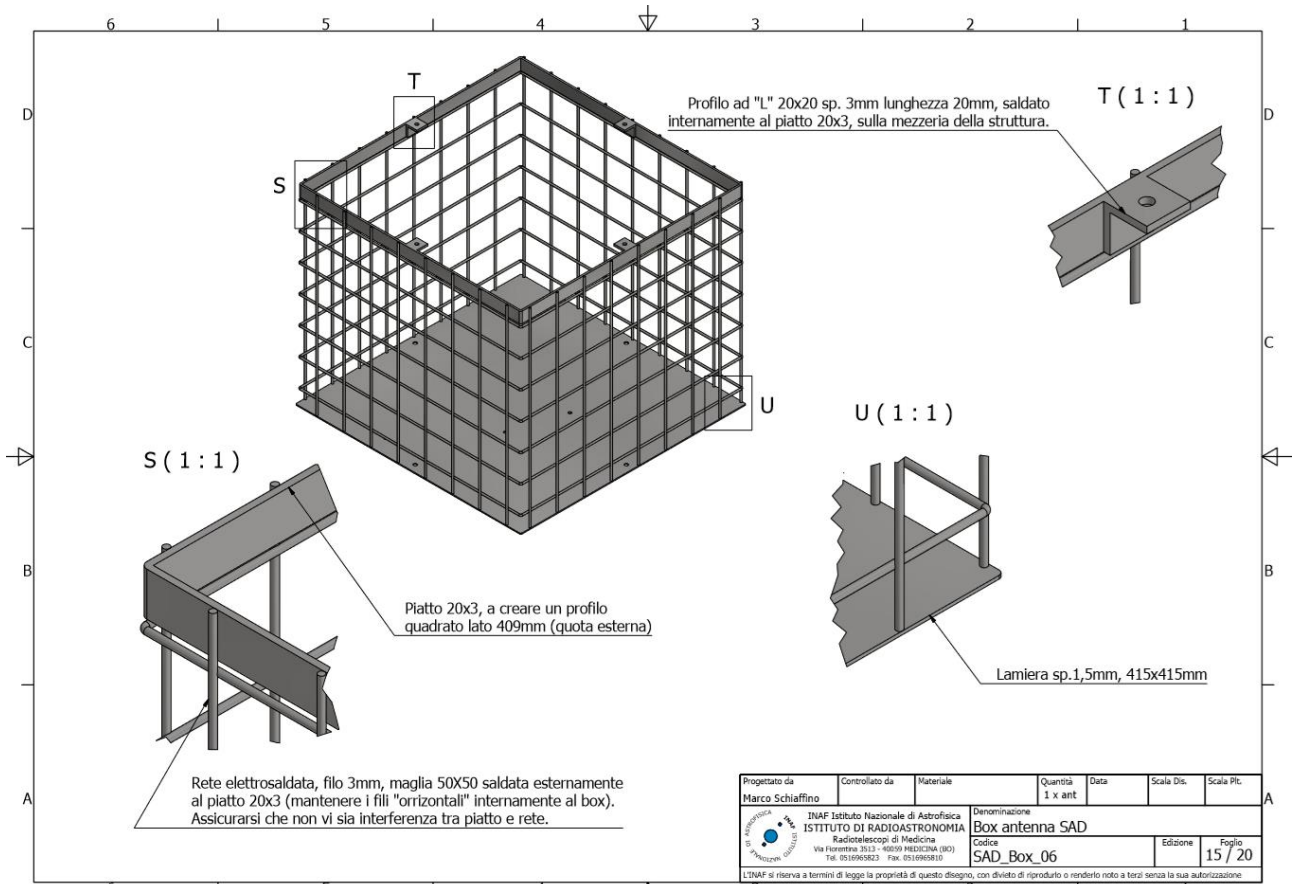 6 5 4 3 2 1
D
D
T
T ( 1 : 1 )
Profilo ad "L" 20x20 sp. 3mm lunghezza 20mm, saldato
internamente al piatto 20x3, sulla mezzeria della struttura.
S
C
C
U
U ( 1 : 1 )
S ( 1 : 1 )
B
B
Piatto 20x3, a creare un profilo
quadrato lato 409mm (quota esterna)
Lamiera sp.1,5mm, 415x415mm
Rete elettrosaldata, filo 3mm, maglia 50X50 saldata esternamente
al piatto 20x3 (mantenere i fili "orrizontali" internamente al box).
Assicurarsi che non vi sia interferenza tra piatto e rete.
A
A
Progettato da
Marco Schiaffino
Controllato da
Materiale
Quantità
1 x ant
Data
Scala Dis.
Scala Plt.
INAF ISTITUTO NAZIONALE DI ASTROFISICA
INAF Istituto Nazionale di Astrofisica
ISTITUTO DI RADIOASTRONOMIA
Radiotelescopi di Medicina
Via Fiorentina 3513 - 40059 MEDICINA (BO)
Tel. 0516965823 Fax. 0516965810
Denominazione
Box antenna SAD
Codice
SAD_Box_06
Edizione
Foglio
15 / 20
L'INAF si riserva a termini di legge la proprietà di questo disegno, con divieto di riprodurlo o renderlo noto a terzi senza la sua autorizzazione